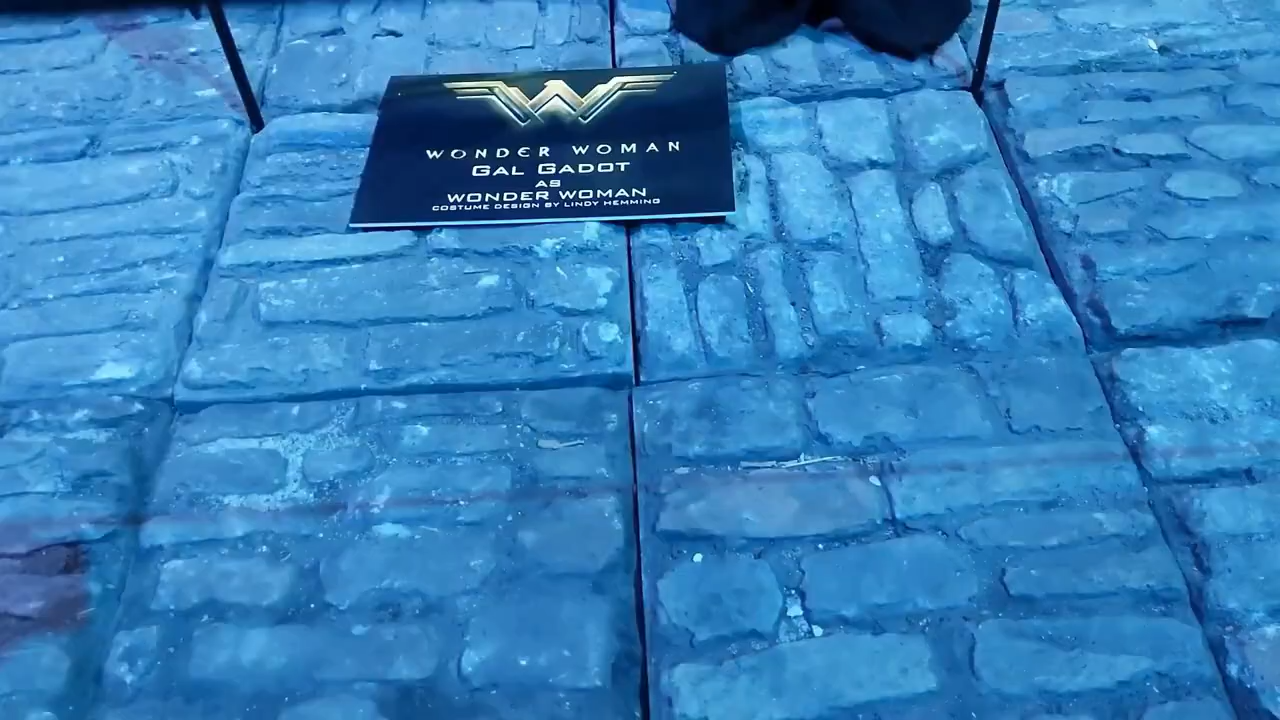 WONDER WOMAN
GAL GADOT
AS
WONDER WOMAN
COSTUME DESIGN BY LINDY HEMMING